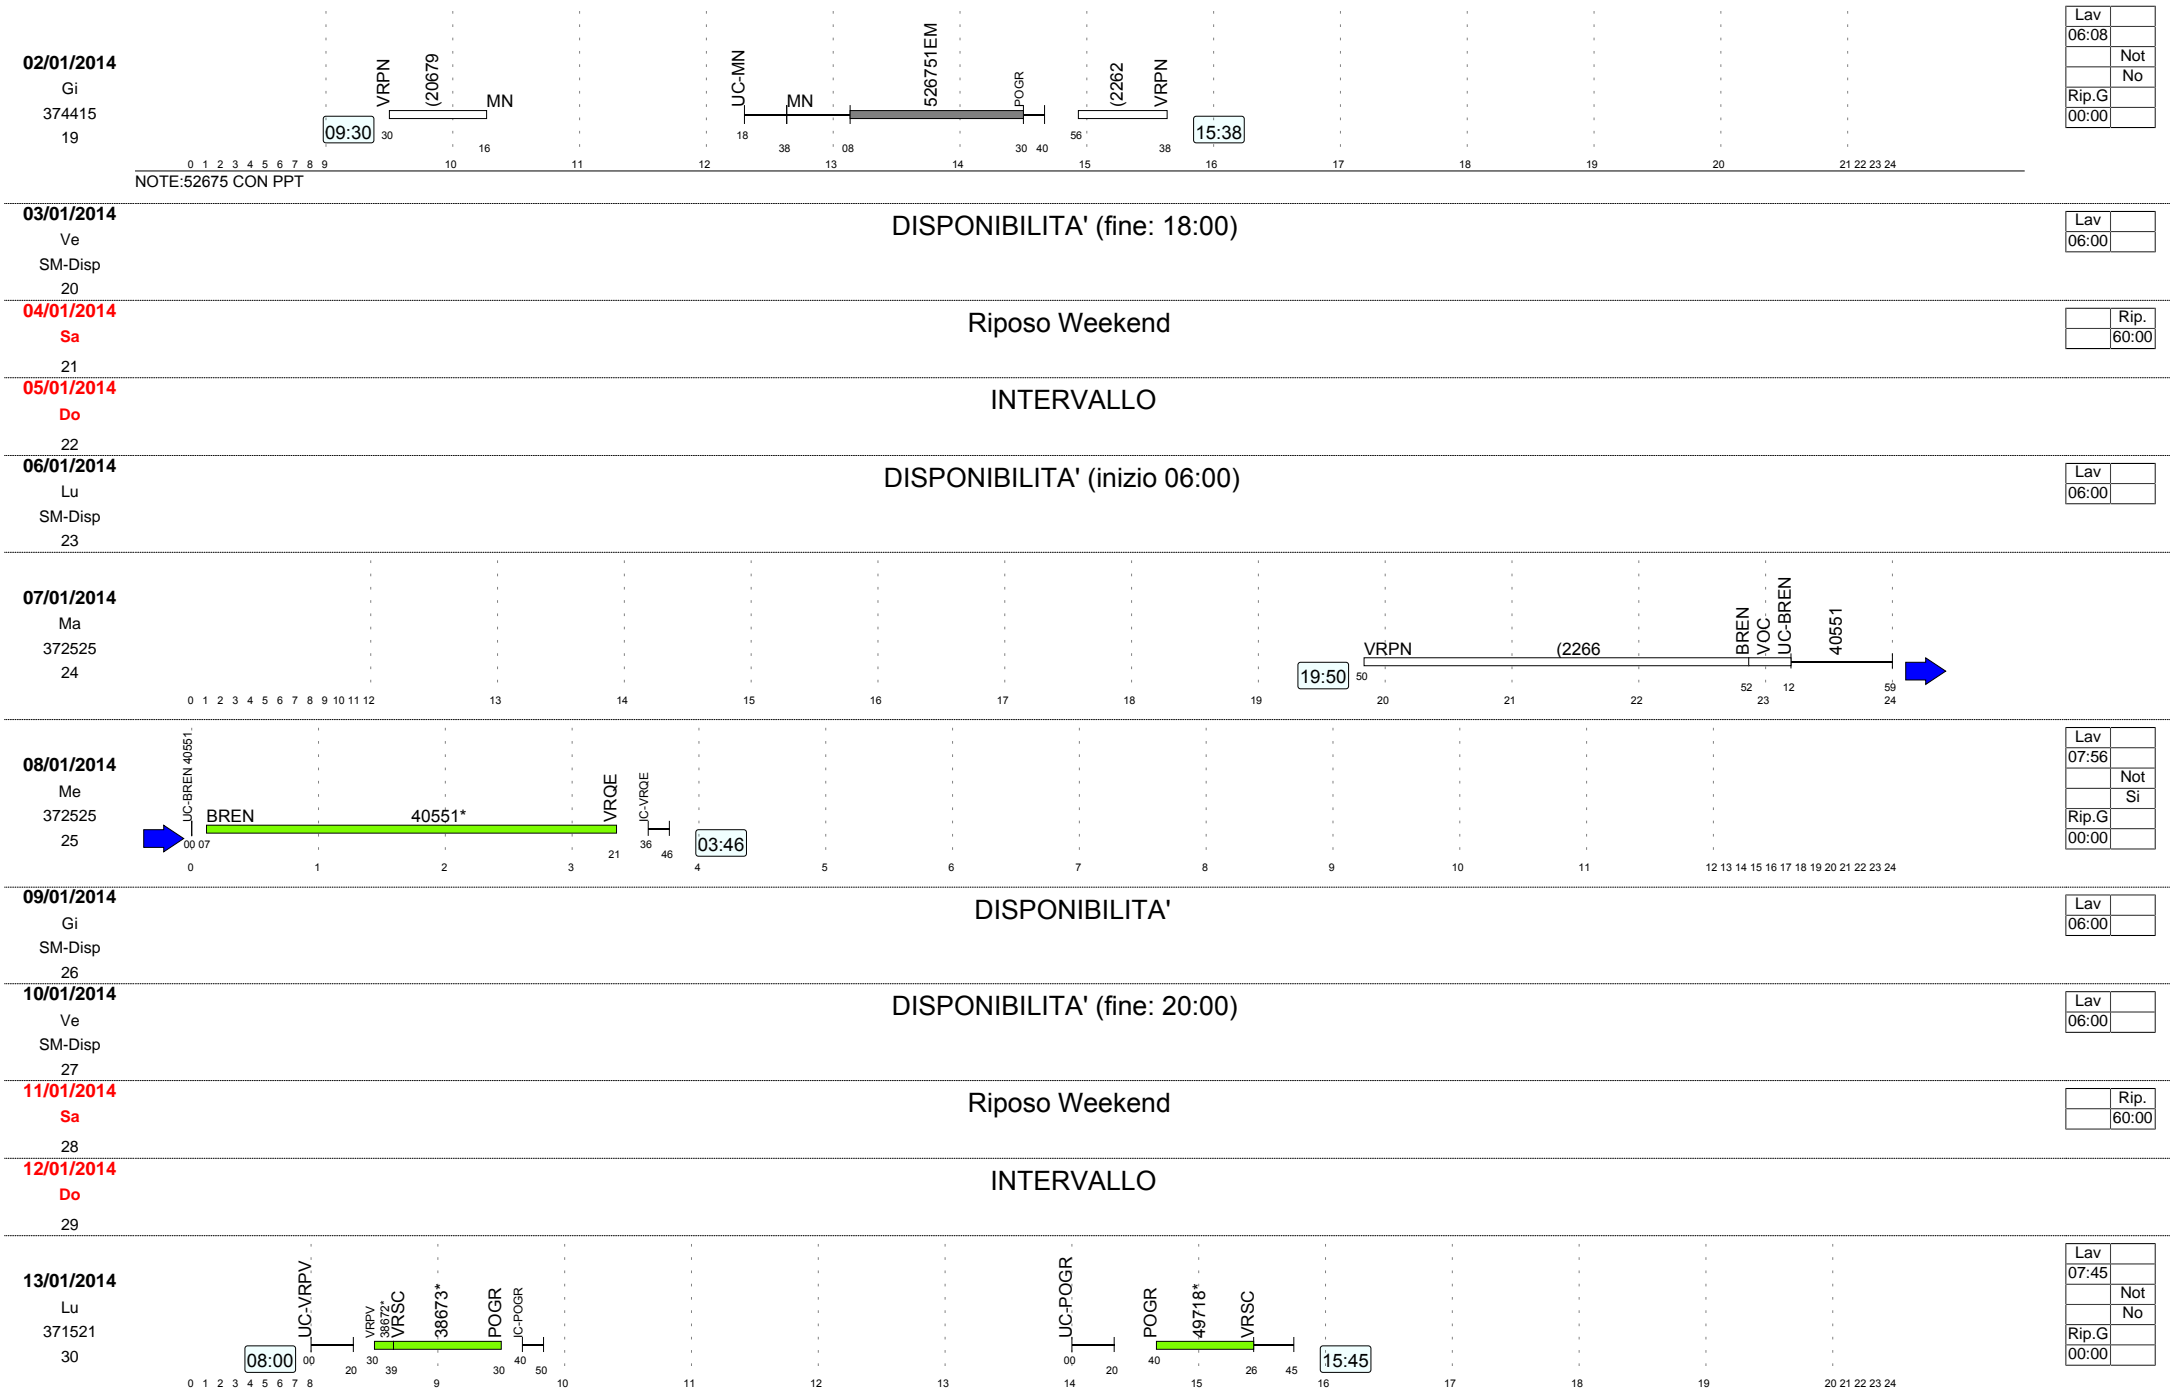 02/01/2014
Gi
374415
19
09:30
VRPN
(20679
MN
30
16
UC-MN
MN
526751EM
POGR
18
38
08
30
40
(2262
VRPN
56
38
15:38
0 1 2 3 4 5 6 7 8 9 10 11 12 13 14 15 16 17 18 19 20 21 22 23 24
Lav
06:08
Not
No
Rip.G
00:00
NOTE:52675 CON PPT
03/01/2014
Ve
SM-Disp
20
DISPONIBILITA' (fine: 18:00)
Lav
06:00
04/01/2014
Sa
21
Riposo Weekend
Rip.
60:00
05/01/2014
Do
22
INTERVALLO
06/01/2014
Lu
SM-Disp
23
DISPONIBILITA' (inizio 06:00)
Lav
06:00
07/01/2014
Ma
372525
24
19:50
VRPN
(2266
BREN
VOC
UC-BREN
40551
50
52
12
59
0 1 2 3 4 5 6 7 8 9 10 11 12 13 14 15 16 17 18 19 20 21 22 23 24
08/01/2014
Me
372525
25
UC-BREN 40551
BREN
40551*
VRQE
IC-VRQE
00 07
21
36
46
03:46
0 1 2 3 4 5 6 7 8 9 10 11 12 13 14 15 16 17 18 19 20 21 22 23 24
Lav
07:56
Not
Si
Rip.G
00:00
09/01/2014
Gi
SM-Disp
26
DISPONIBILITA'
Lav
06:00
10/01/2014
Ve
SM-Disp
27
DISPONIBILITA' (fine: 20:00)
Lav
06:00
11/01/2014
Sa
28
Riposo Weekend
Rip.
60:00
12/01/2014
Do
29
INTERVALLO
13/01/2014
Lu
371521
30
08:00
UC-VRPV
VRPV
38672*
VRSC
38673*
POGR
IC-POGR
00
20
30
39
30
40
50
UC-POGR
POGR
49718*
VRSC
00
20
40
26
45
15:45
0 1 2 3 4 5 6 7 8 9 10 11 12 13 14 15 16 17 18 19 20 21 22 23 24
Lav
07:45
Not
No
Rip.G
00:00